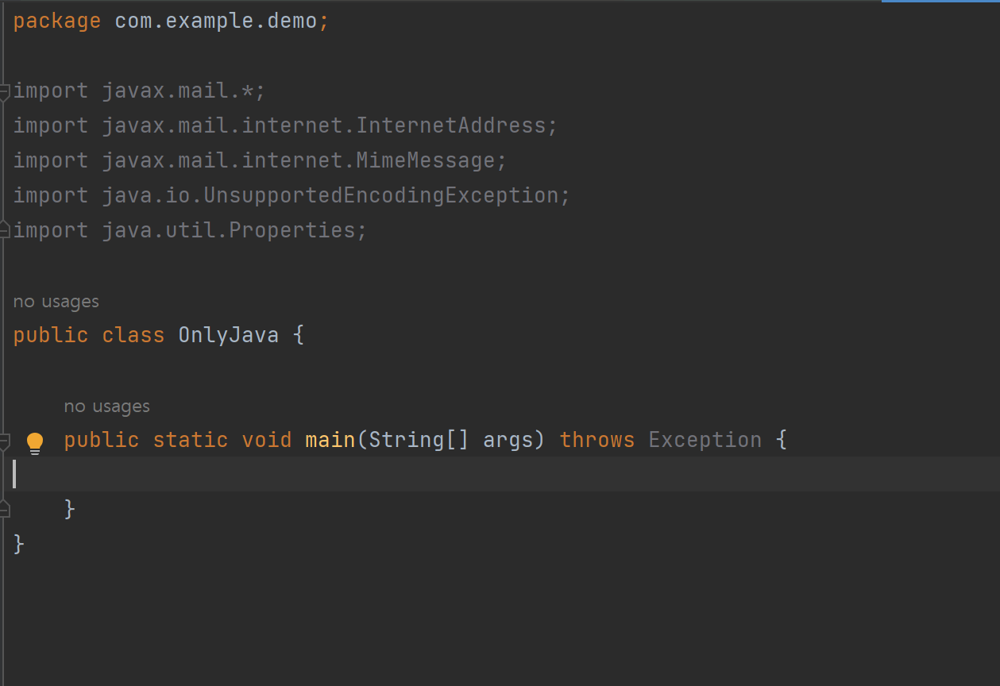 package com.example.demo;
import javax.mail.*;
import javax.mail.internet.InternetAddress;
import javax.mail.internet.MimeMessage;
import java.io.UnsupportedEncodingException;
import java.util.Properties;
no usages
public class OnlyJava {
no usages
public static void main(String[] args) throws Exception {
}
}